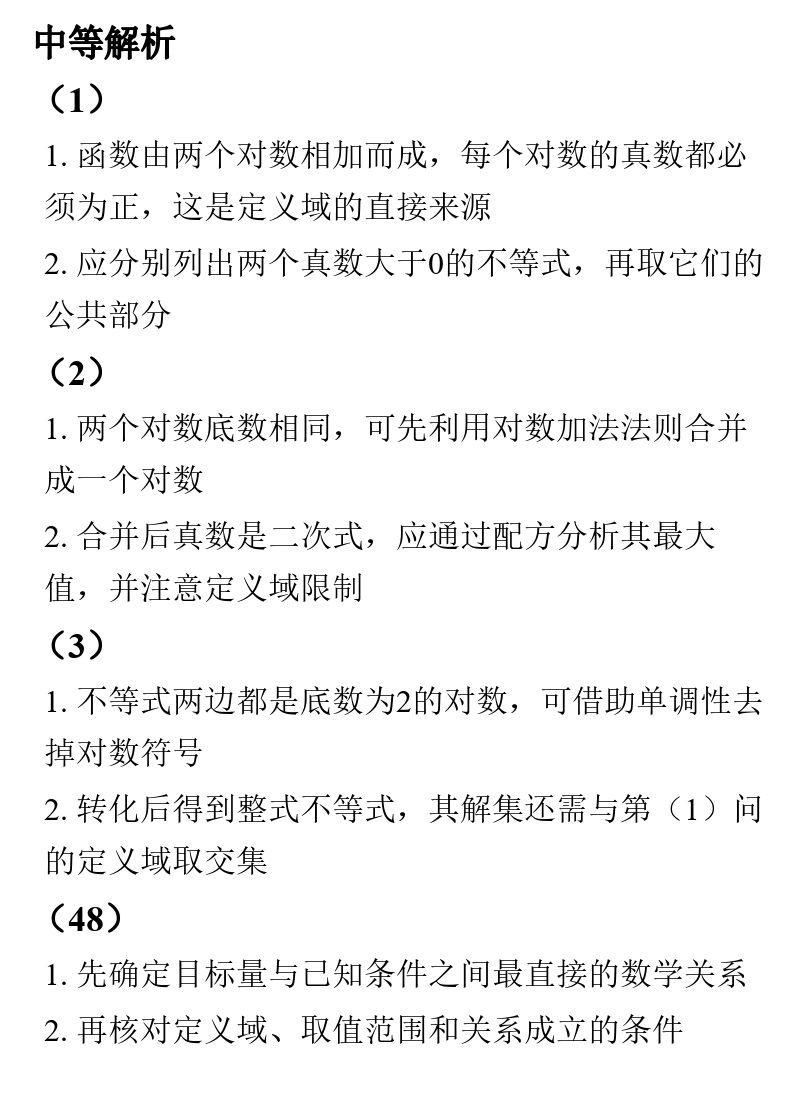 中等解析
（1）
1. 函数由两个对数相加而成，每个对数的真数都必
须为正，这是定义域的直接来源
2. 应分别列出两个真数大于0的不等式，再取它们的
公共部分
（2）
1. 两个对数底数相同，可先利用对数加法法则合并
成一个对数
2. 合并后真数是二次式，应通过配方分析其最大
值，并注意定义域限制
（3）
1. 不等式两边都是底数为2的对数，可借助单调性去
掉对数符号
2. 转化后得到整式不等式，其解集还需与第（1）问
的定义域取交集
（48）
1. 先确定目标量与已知条件之间最直接的数学关系
2. 再核对定义域、取值范围和关系成立的条件